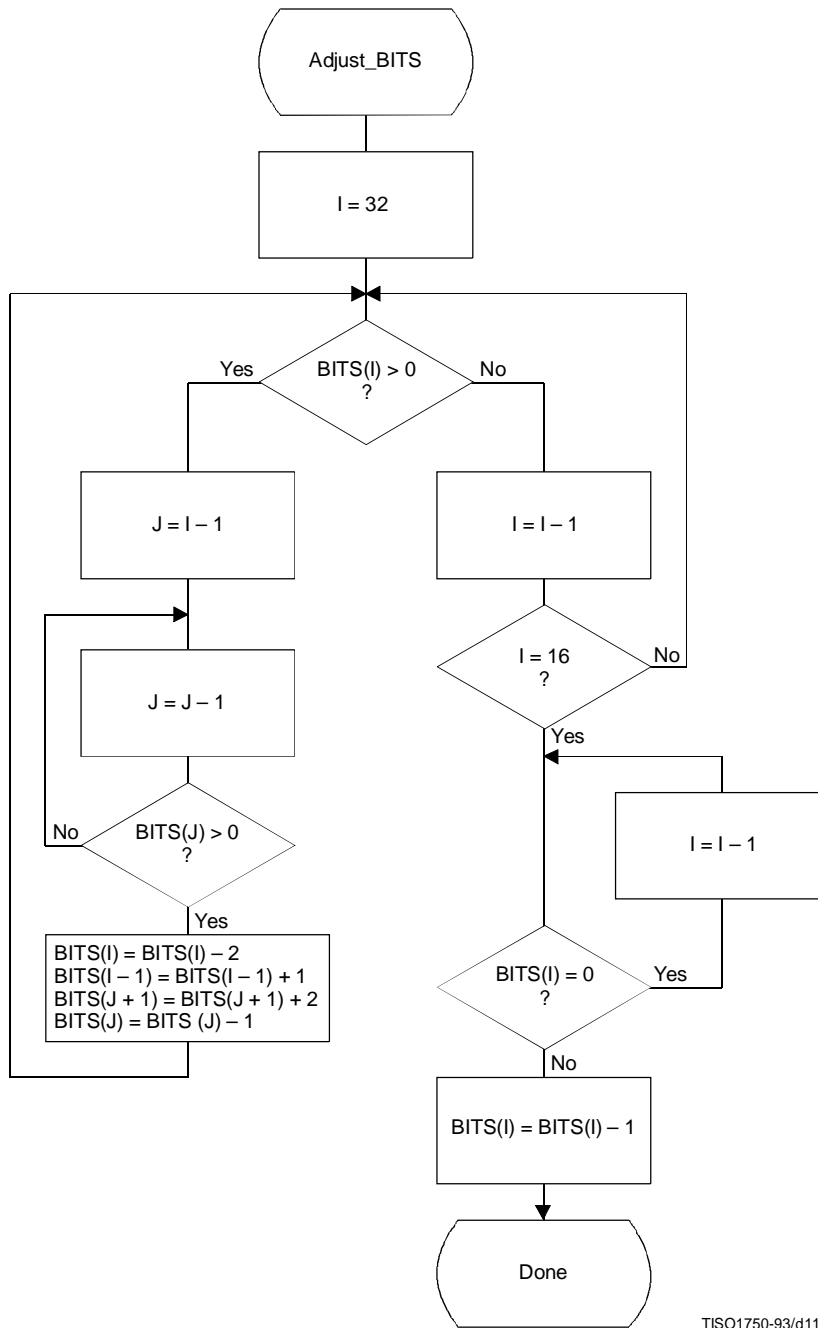 Adjust_BITS
I = 32
BITS(I) > 0
?
Yes
No
J = I – 1
I = I – 1
I = 16
?
No
Yes
J = J – 1
I = I – 1
BITS(J) > 0
?
No
Yes
BITS(I) = BITS(I) – 2
BITS(I – 1) = BITS(I – 1) + 1
BITS(J + 1) = BITS(J + 1) + 2
BITS(J) = BITS (J) – 1
BITS(I) = 0
?
Yes
No
BITS(I) = BITS(I) – 1
Done
TISO1750-93/d11